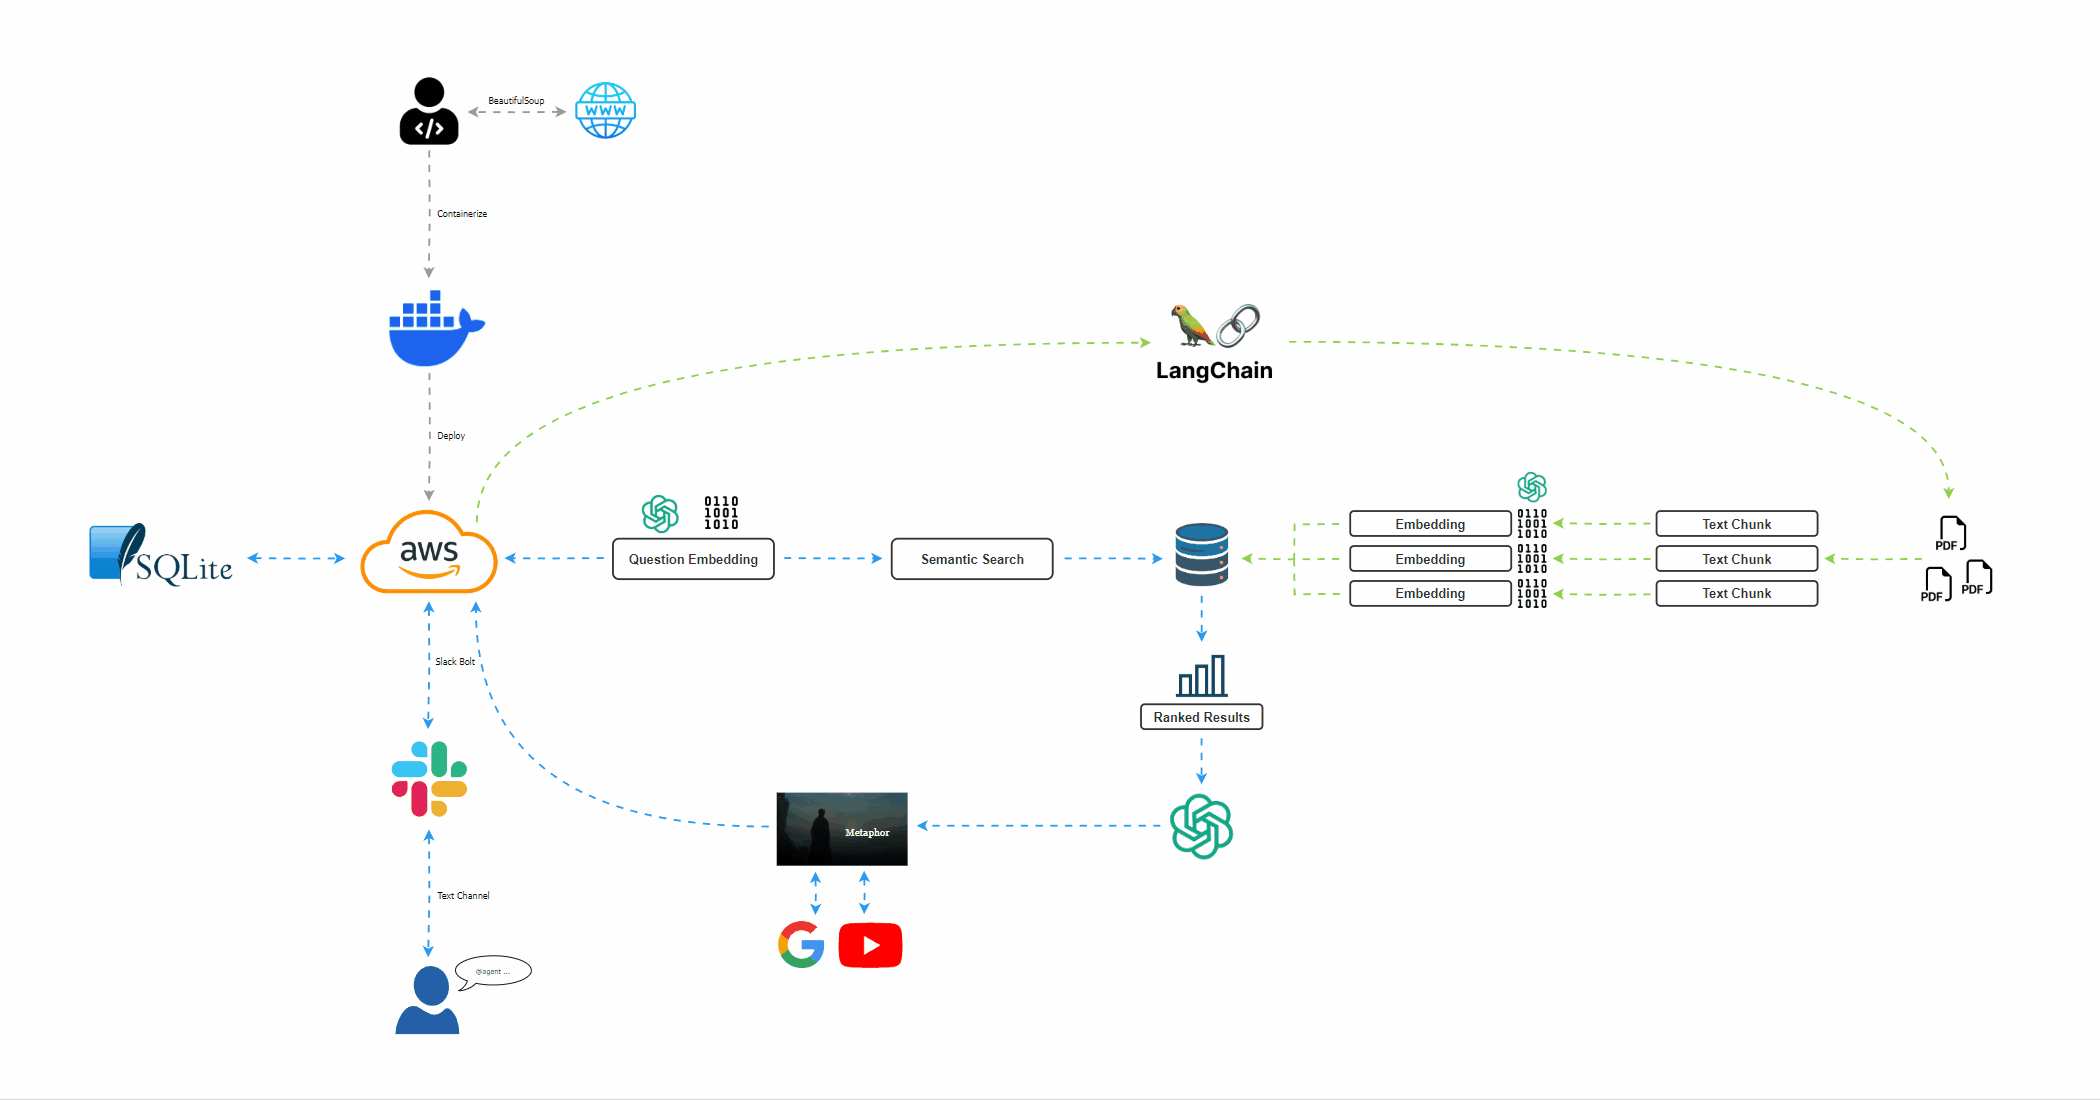 BeautifulSoup
WWW
</>
Containerize
LangChain
Deploy
0110
1001
1010
aws
SQLite
Question Embedding
Semantic Search
Embedding
0110
1001
1010
Text Chunk
PDF
Embedding
0110
1001
1010
Text Chunk
PDF
PDF
Embedding
0110
1001
1010
Text Chunk
Slack Bolt
Ranked Results
Metaphor
Text Channel
@agent ...